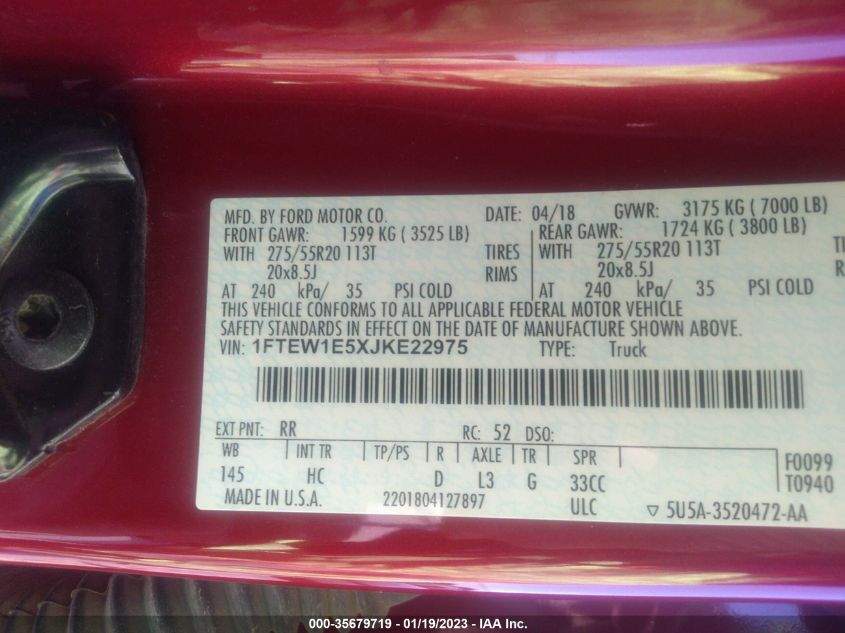 MFD. BY FORD MOTOR CO. DATE: 04/18 GVWR: 3175 KG ( 7000 LB)
FRONT GAWR: 1599 KG ( 3525 LB) REAR GAWR: 1724 KG ( 3800 LB)
WITH 275/55R20 113T TIRES WITH 275/55R20 113T
20x8.5J RIMS 20x8.5J
AT 240 kPa/ 35 PSI COLD AT 240 kPa/ 35 PSI COLD
THIS VEHICLE CONFORMS TO ALL APPLICABLE FEDERAL MOTOR VEHICLE
SAFETY STANDARDS IN EFFECT ON THE DATE OF MANUFACTURE SHOWN ABOVE.
VIN: 1FTEW1E5XJKE22975 TYPE: Truck
EXT PNT: RR RC: 52 DSO:
WB INT TR TP/PS R AXLE TR SPR F0099
145 HC D L3 G 33CC T0940
MADE IN U.S.A. 2201804127897 ULC ▽ 5U5A-3520472-AA
000-35679719 - 01/19/2023 - IAA Inc.